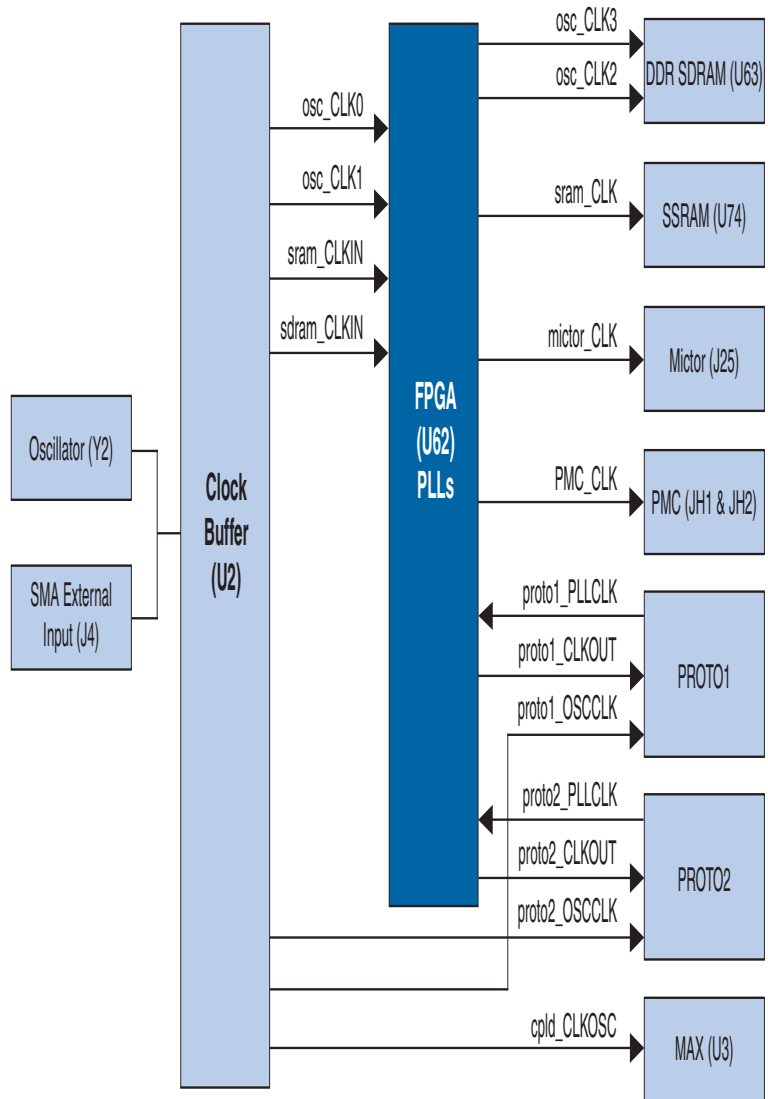 osc_CLK3
osc_CLK2
DDR SDRAM (U63)
osc_CLK0
osc_CLK1
sram_CLKIN
sdram_CLKIN
sram_CLK
SSRAM (U74)
mictor_CLK
Mictor (J25)
Oscillator (Y2)
SMA External
Input (J4)
Clock
Buffer
(U2)
FPGA
(U62)
PLLs
PMC_CLK
PMC (JH1 & JH2)
proto1_PLLCLK
proto1_CLKOUT
proto1_OSCCLK
PROTO1
proto2_PLLCLK
proto2_CLKOUT
proto2_OSCCLK
PROTO2
cpld_CLKOSC
MAX (U3)